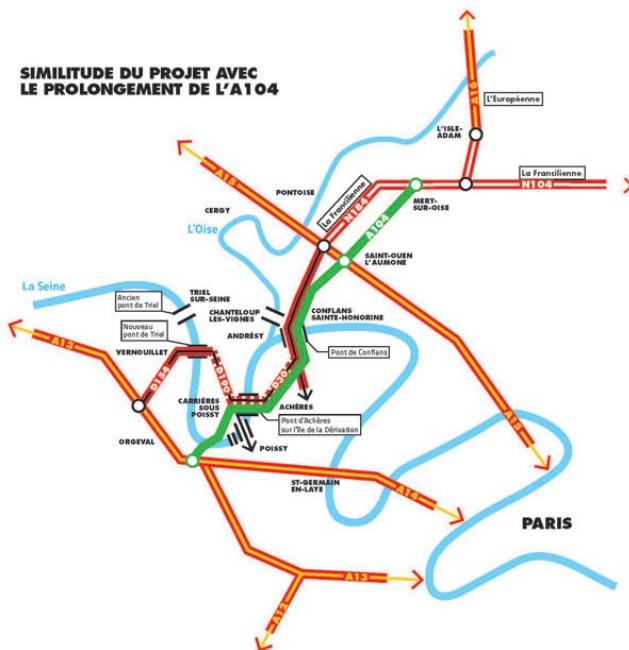 SIMILITUDE DU PROJET AVEC
LE PROLONGEMENT DE L'A104
A16
L'Européenne
L'ISLE-
ADAM
La Francilienne
N104
A15
PONTOISE
La Francilienne
N184
MERY-
SUR-OISE
CERGY
A104
L'Oise
SAINT-OUEN
L'AUMONE
La Seine
Ancien
pont de Triel
TRIEL
SUR-SEINE
CHANTELOUP
LES-VIGNES
CONFLANS
SAINTE-HONORINE
Nouveau
pont de Triel
ANDRÉSY
A13
VERNOUILLET
Pont de Conflans
D154
D190
D30
CARRIÈRES
SOUS
POISSY
ACHÈRES
Pont d'Achères
sur l'Ile de la Dérivation
A15
ORGEVAL
POISSY
ST-GERMAIN
EN-LAYE
A14
PARIS
A13
A12